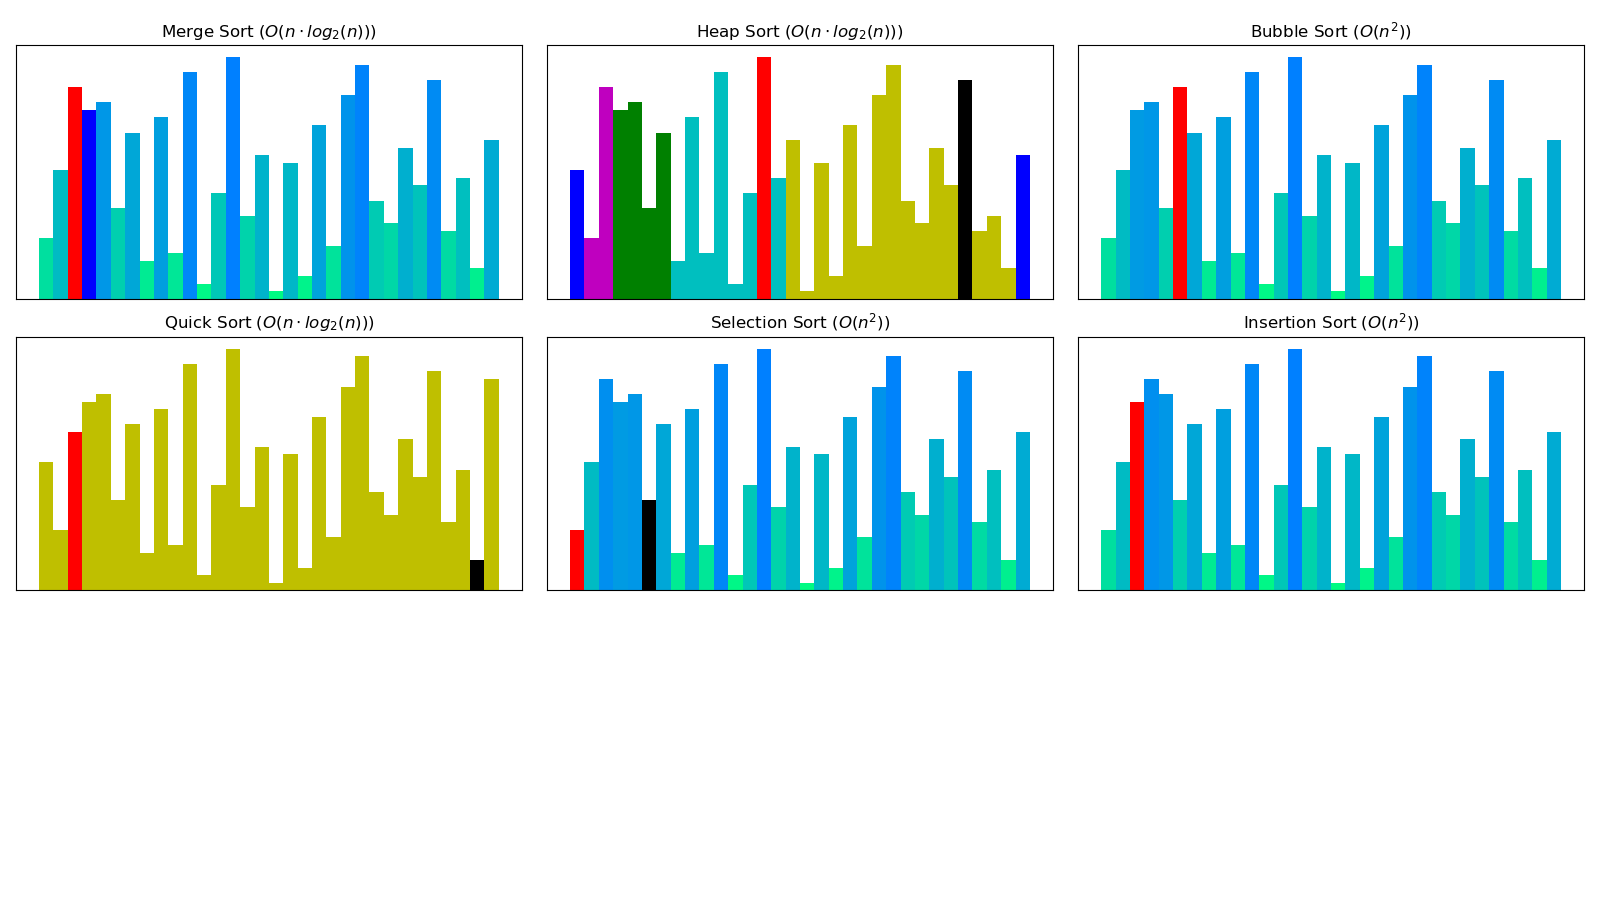 Merge Sort (O(n · log₂(n)))
Heap Sort (O(n · log₂(n)))
Bubble Sort (O(n²))
Quick Sort (O(n · log₂(n)))
Selection Sort (O(n²))
Insertion Sort (O(n²))